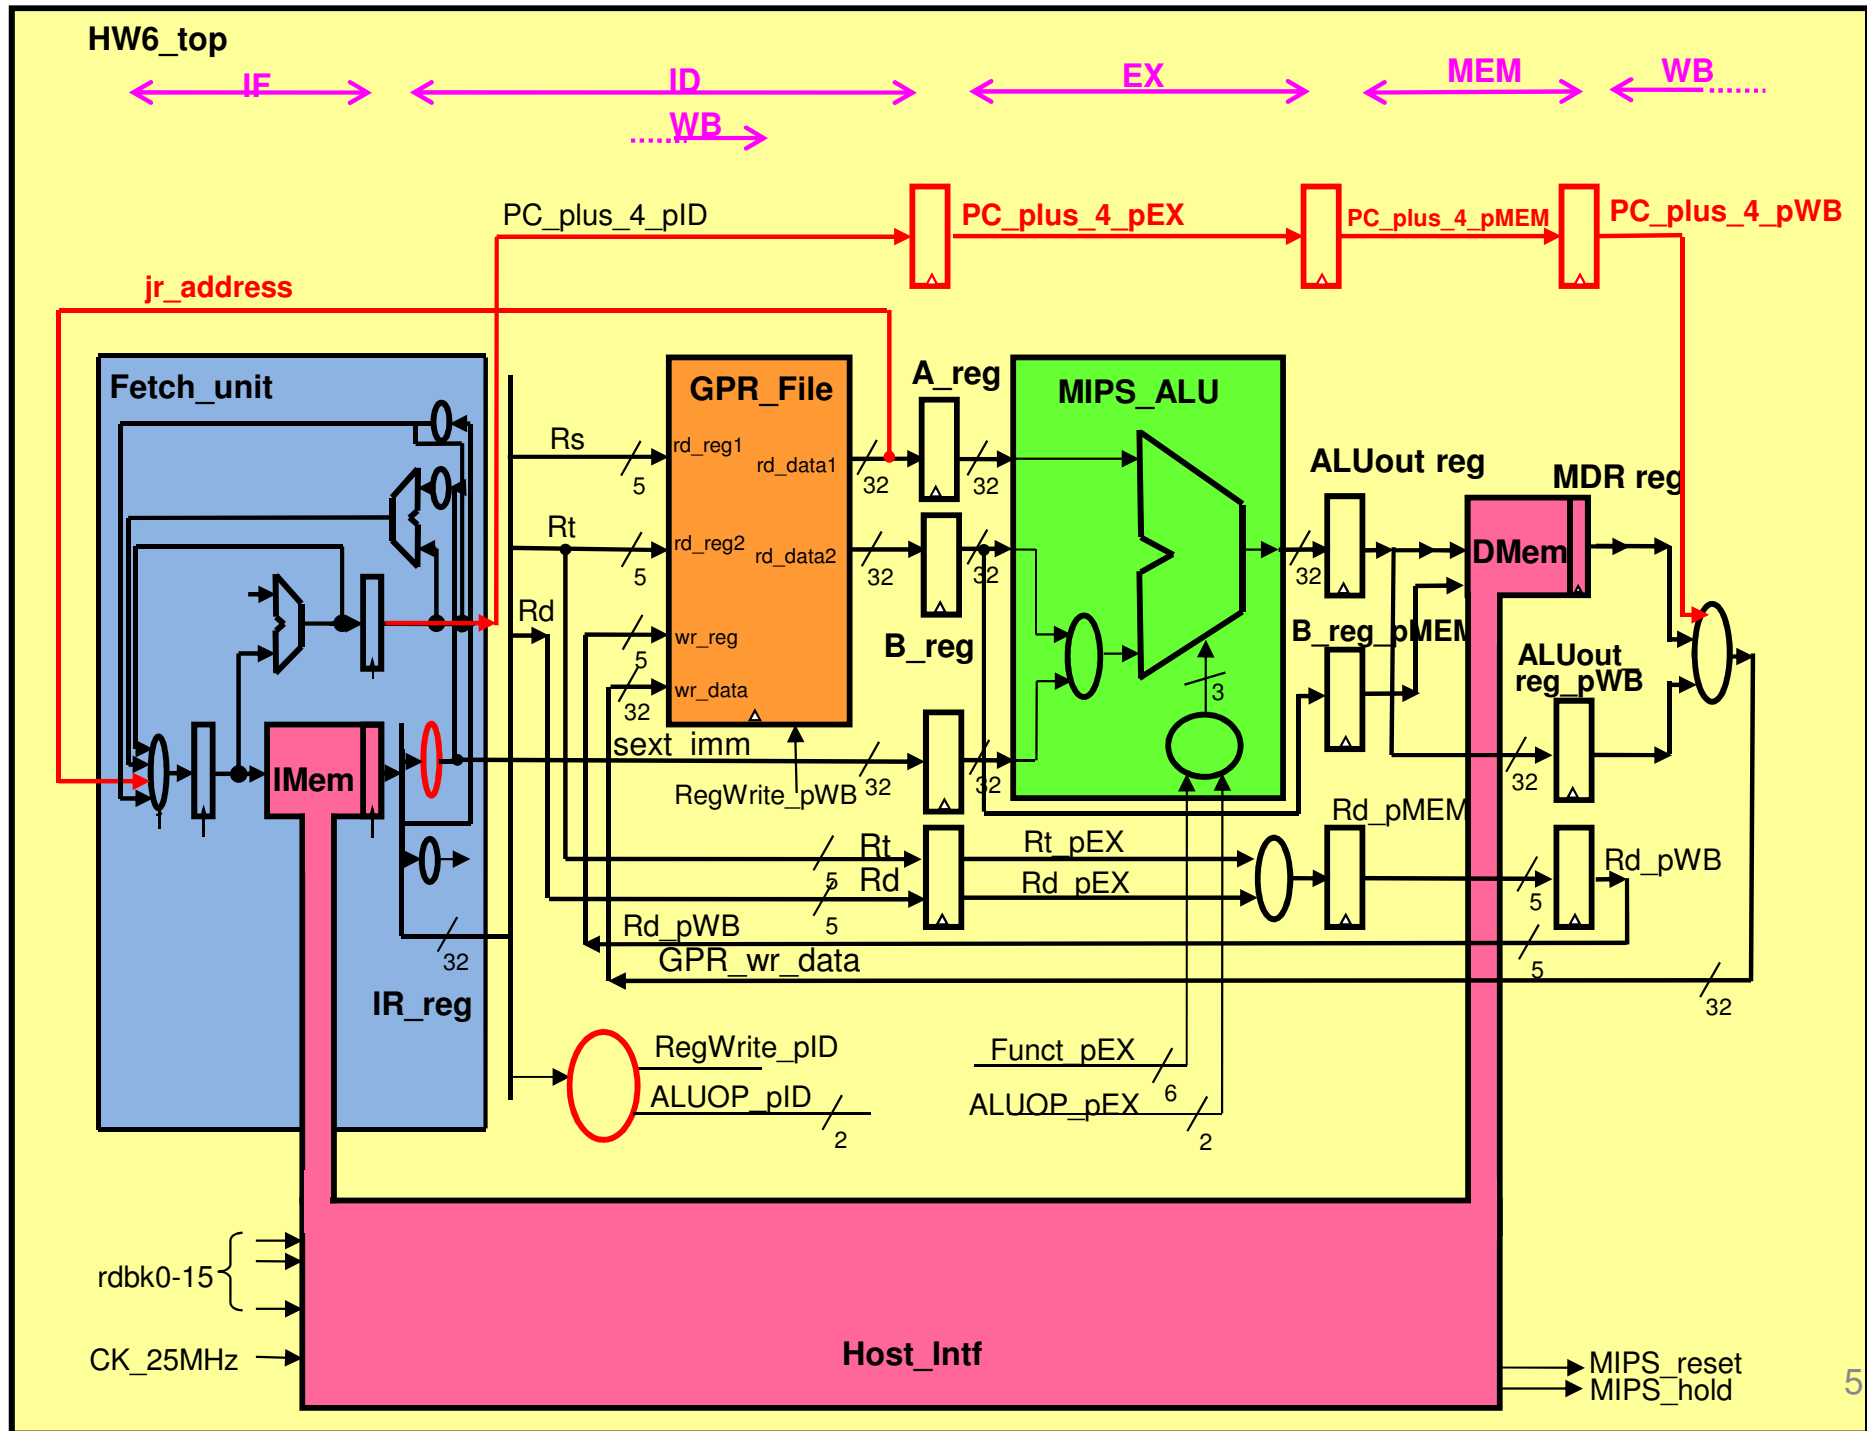 HW6_top
IF
ID
EX
MEM
WB
WB
PC_plus_4_pID
PC_plus_4_pEX
PC_plus_4_pMEM
PC_plus_4_pWB
jr_address
Fetch_unit
GPR_File
A_reg
MIPS_ALU
Rs
rd_reg1
rd_data1
5
32
32
ALUout reg
MDR reg
Rt
rd_reg2
rd_data2
5
32
32
32
DMem
Rd
wr_reg
5
B_reg
B_reg_pMEM
wr_data
32
3
ALUout
reg_pWB
sext_imm
IMem
RegWrite_pWB
32
32
32
Rd_pMEM
Rt
5
Rt_pEX
Rd_pWB
Rd
5
Rd_pEX
5
Rd_pWB
32
GPR_wr_data
5
32
IR_reg
RegWrite_pID
Funct_pEX
6
ALUOP_pID
2
ALUOP_pEX
2
rdbk0-15
CK_25MHz
Host_Intf
MIPS_reset
MIPS_hold
5